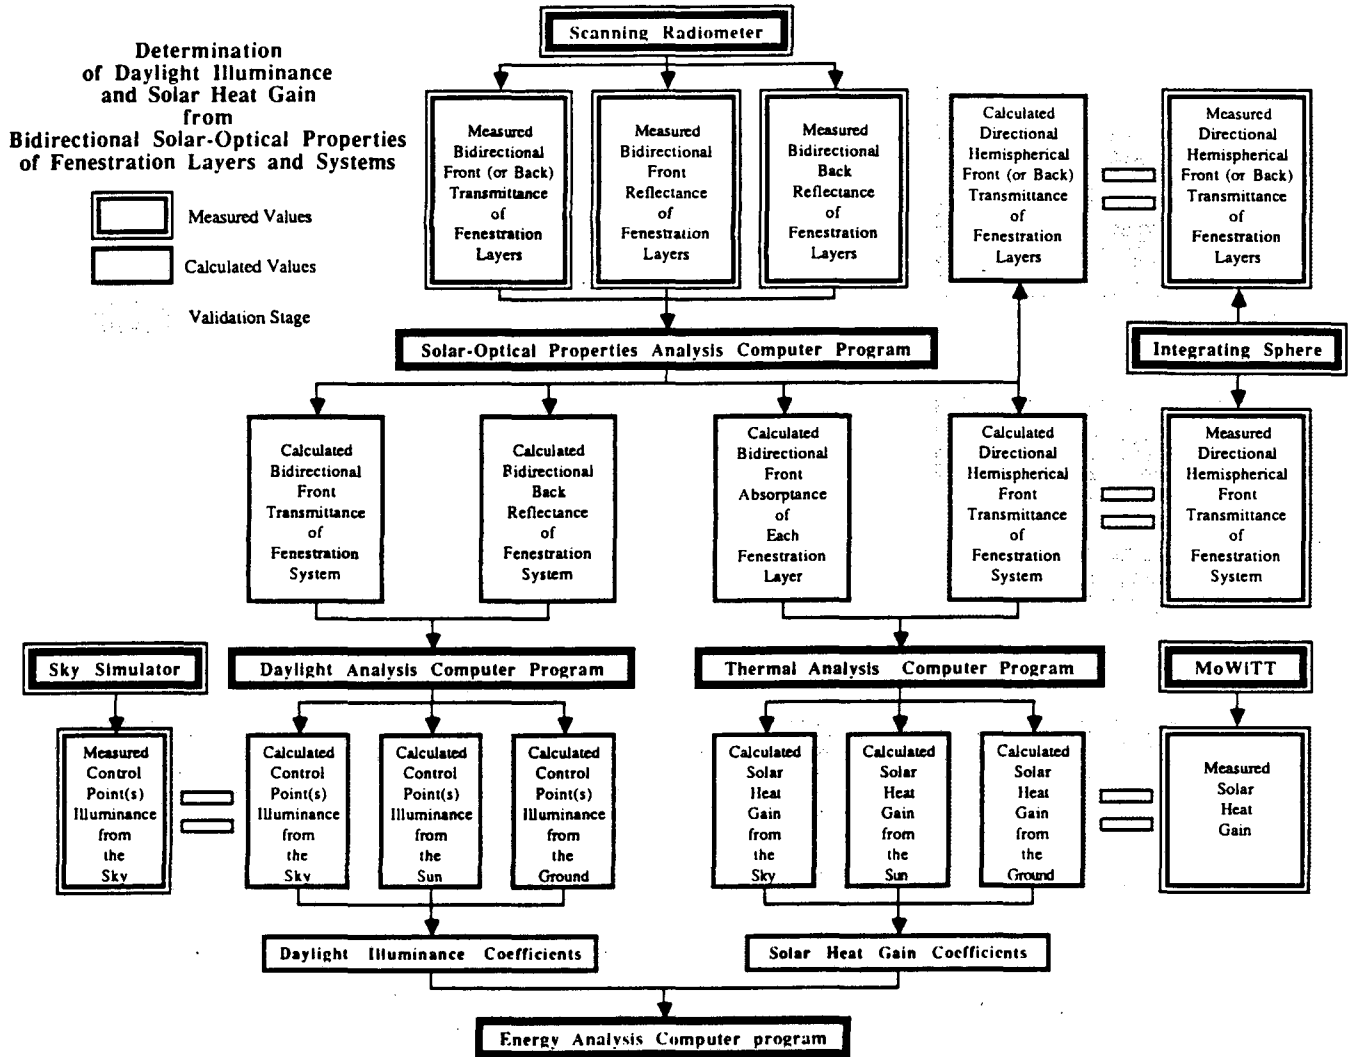 Determination
of Daylight Illuminance
and Solar Heat Gain
from
Bidirectional Solar-Optical Properties
of Fenestration Layers and Systems
Measured Values
Calculated Values
Validation Stage
Scanning Radiometer
Measured
Bidirectional
Front (or Back)
Transmittance
of
Fenestration
Layers
Measured
Bidirectional
Front
Reflectance
of
Fenestration
Layers
Measured
Bidirectional
Back
Reflectance
of
Fenestration
Layers
Calculated
Directional
Hemispherical
Front (or Back)
Transmittance
of
Fenestration
Layers
Measured
Directional
Hemispherical
Front (or Back)
Transmittance
of
Fenestration
Layers
Solar-Optical Properties Analysis Computer Program
Integrating Sphere
Calculated
Bidirectional
Front
Transmittance
of
Fenestration
System
Calculated
Bidirectional
Back
Reflectance
of
Fenestration
System
Calculated
Bidirectional
Front
Absorptance
of
Each
Fenestration
Layer
Calculated
Directional
Hemispherical
Front
Transmittance
of
Fenestration
System
Measured
Directional
Hemispherical
Front
Transmittance
of
Fenestration
System
Sky Simulator
Daylight Analysis Computer Program
Thermal Analysis Computer Program
MoWiTT
Measured
Control
Point(s)
Illuminance
from
the
Sky
Calculated
Control
Point(s)
Illuminance
from
the
Sky
Calculated
Control
Point(s)
Illuminance
from
the
Sun
Calculated
Control
Point(s)
Illuminance
from
the
Ground
Calculated
Solar
Heat
Gain
from
the
Sky
Calculated
Solar
Heat
Gain
from
the
Sun
Calculated
Solar
Heat
Gain
from
the
Ground
Measured
Solar
Heat
Gain
Daylight Illuminance Coefficients
Solar Heat Gain Coefficients
Energy Analysis Computer program